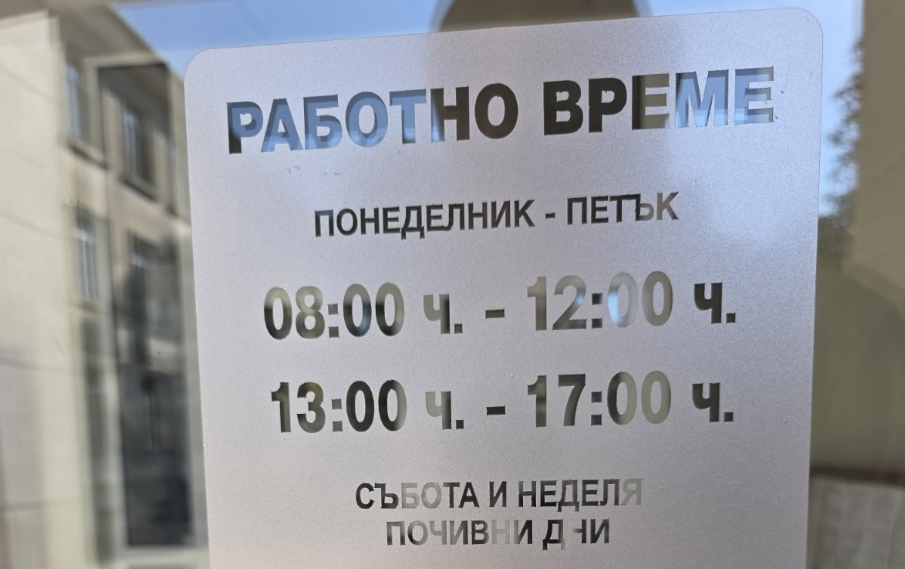 РАБОТНО ВРЕМЕ
ПОНЕДЕЛНИК - ПЕТЪК
08:00 ч. - 12:00 ч.
13:00 ч. - 17:00 ч.
СЪБОТА И НЕДЕЛЯ
ПОЧИВНИ ДНИ